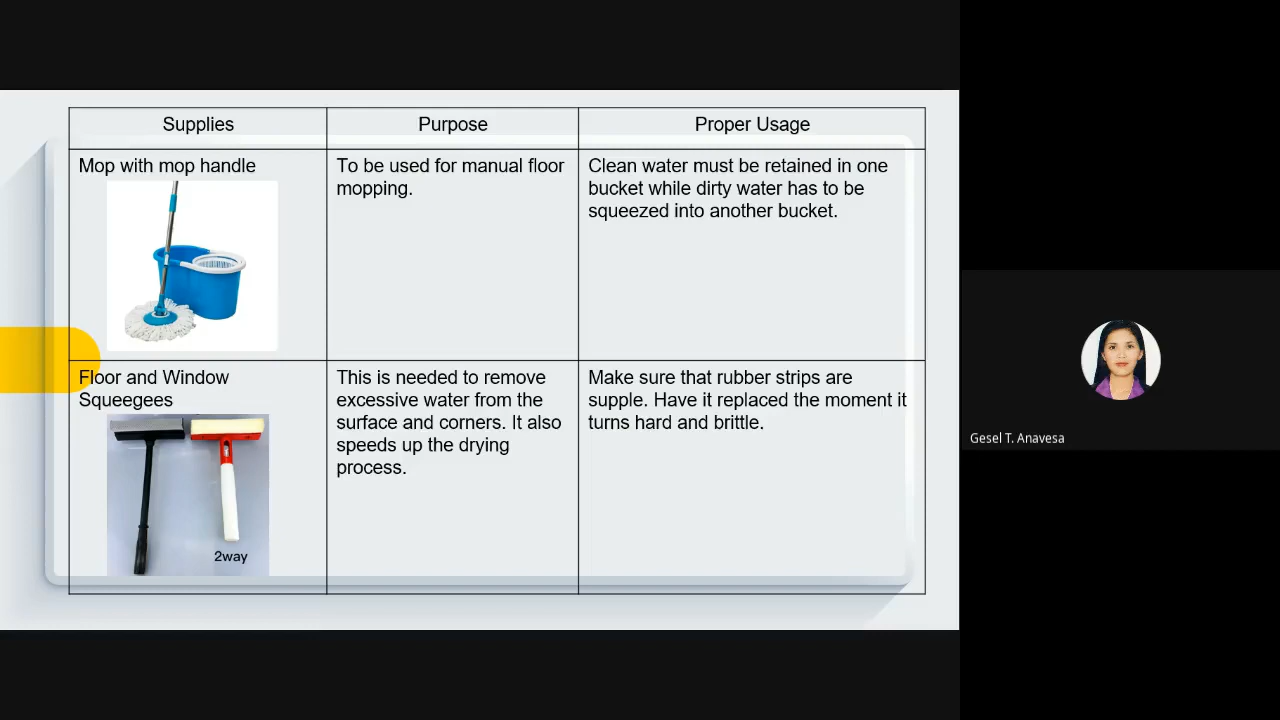 Supplies
Purpose
Proper Usage
Mop with mop handle
To be used for manual floor
mopping.
Clean water must be retained in one
bucket while dirty water has to be
squeezed into another bucket.
Floor and Window
Squeegees
2way
This is needed to remove
excessive water from the
surface and corners. It also
speeds up the drying
process.
Make sure that rubber strips are
supple. Have it replaced the moment it
turns hard and brittle.
Gesel T. Anavesa